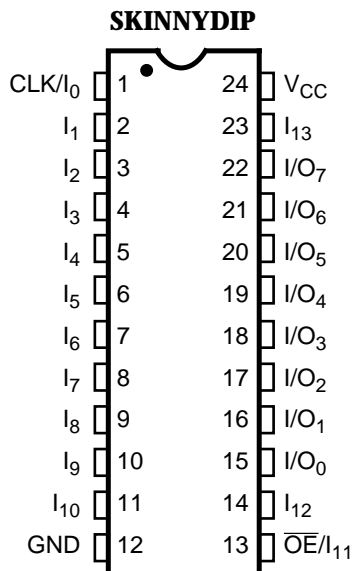 SKINNYDIP
CLK/I₀ 1 24 V_CC
I₁ 2 23 I₁₃
I₂ 3 22 I/O₇
I₃ 4 21 I/O₆
I₄ 5 20 I/O₅
I₅ 6 19 I/O₄
I₆ 7 18 I/O₃
I₇ 8 17 I/O₂
I₈ 9 16 I/O₁
I₉ 10 15 I/O₀
I₁₀ 11 14 I₁₂
GND 12 13 O̅E̅/I₁₁